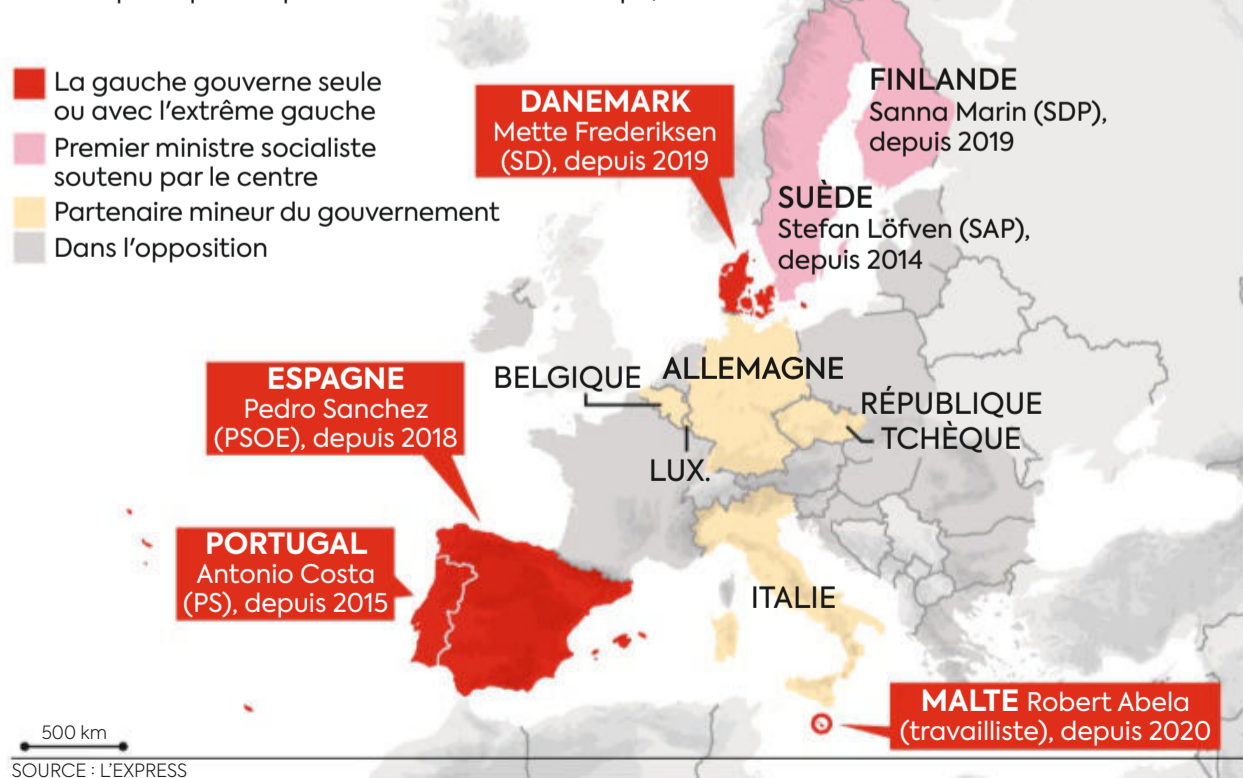 La gauche gouverne seule
ou avec l'extrême gauche
Premier ministre socialiste
soutenu par le centre
Partenaire mineur du gouvernement
Dans l'opposition
DANEMARK
Mette Frederiksen
(SD), depuis 2019
FINLANDE
Sanna Marin (SDP),
depuis 2019
SUÈDE
Stefan Löfven (SAP),
depuis 2014
ESPAGNE
Pedro Sanchez
(PSOE), depuis 2018
BELGIQUE
ALLEMAGNE
RÉPUBLIQUE
TCHÈQUE
LUX.
PORTUGAL
Antonio Costa
(PS), depuis 2015
ITALIE
MALTE Robert Abela
(travailliste), depuis 2020
500 km
SOURCE : L'EXPRESS